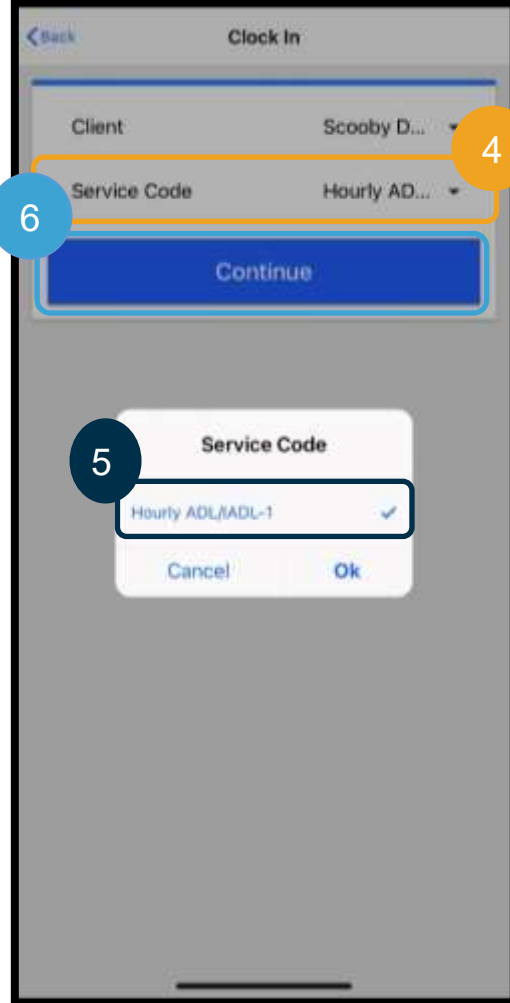 Back Clock In
Client Scooby D...
4
Service Code Hourly AD...
6
Continue
5
Service Code
Hourly ADL/IADL-1
Cancel Ok